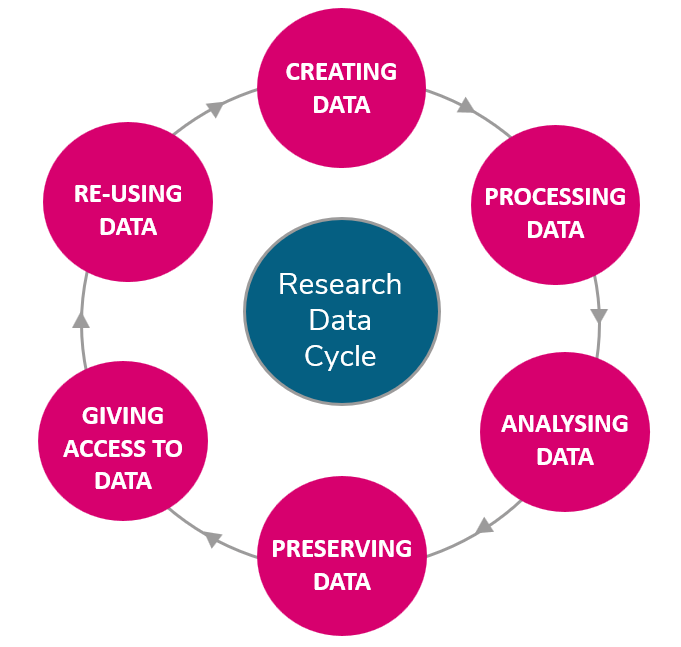 CREATING
DATA
PROCESSING
DATA
ANALYSING
DATA
PRESERVING
DATA
GIVING
ACCESS TO
DATA
RE-USING
DATA
Research
Data
Cycle